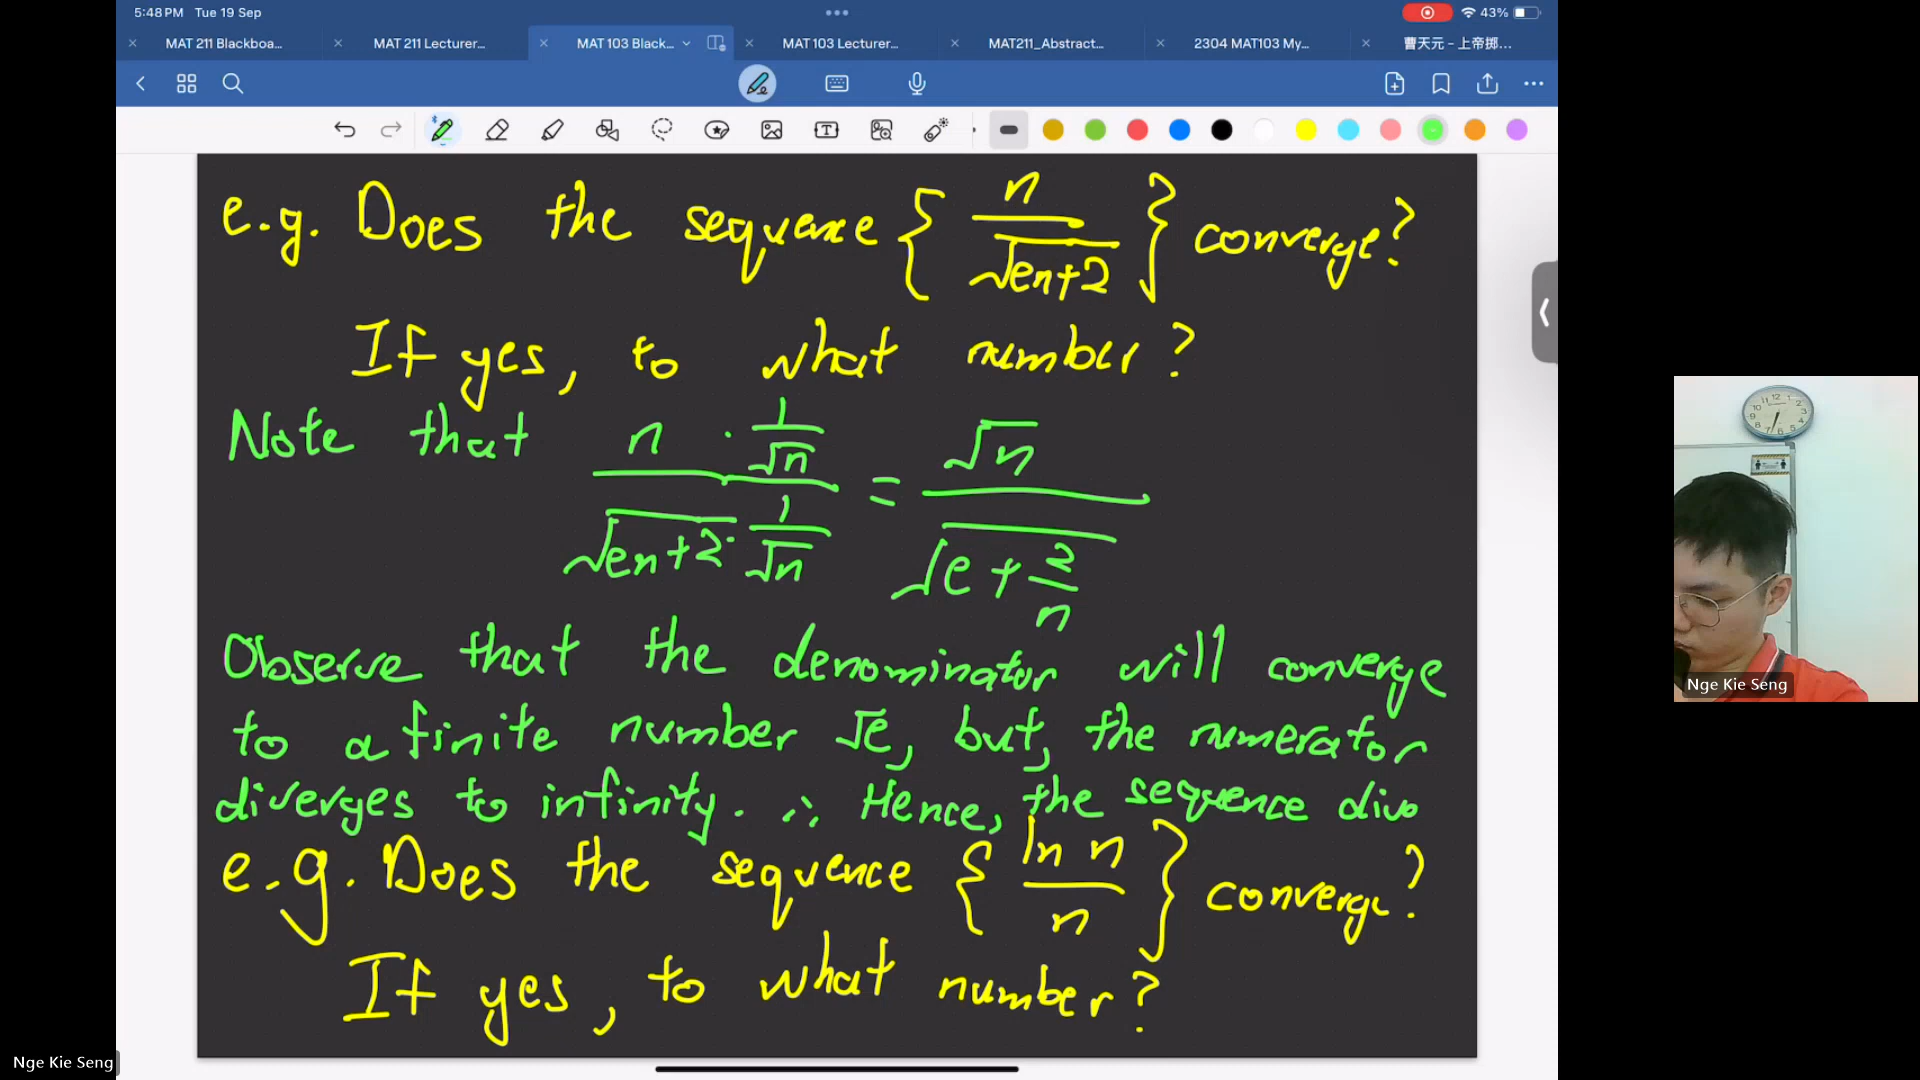 5:48 PM Tue 19 Sep
43%
MAT 211 Blackboa...
MAT 211 Lecturer...
MAT 103 Black...
MAT 103 Lecturer...
MAT211_Abstract...
2304 MAT103 My...
曹天元 - 上帝掷...
e.g. Does the sequence { n / √(en+2) } converge?
If yes, to what number?
Note that (n · 1/√n) / (√(en+2) · 1/√n) = √n / √(e + 2/n)
Observe that the denominator will converge
to a finite number √e, but, the numerator
diverges to infinity. ∴ Hence, the sequence dive
e.g. Does the sequence { ln n / n } converge?
If yes, to what number?
Nge Kie Seng
Nge Kie Seng